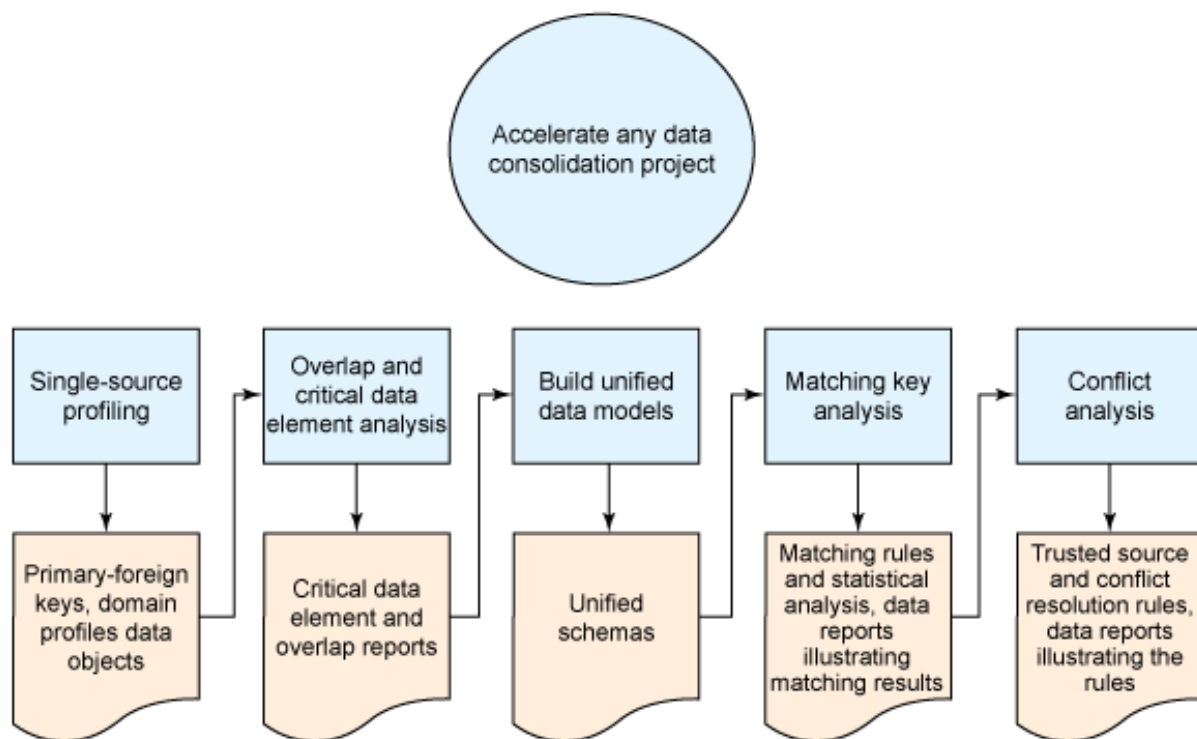 Accelerate any data
consolidation project
Single-source
profiling
Overlap and
critical data
element analysis
Build unified
data models
Matching key
analysis
Conflict
analysis
Primary-foreign
keys, domain
profiles data
objects
Critical data
element and
overlap reports
Unified
schemas
Matching rules
and statistical
analysis, data
reports
illustrating
matching results
Trusted source
and conflict
resolution rules,
data reports
illustrating the
rules